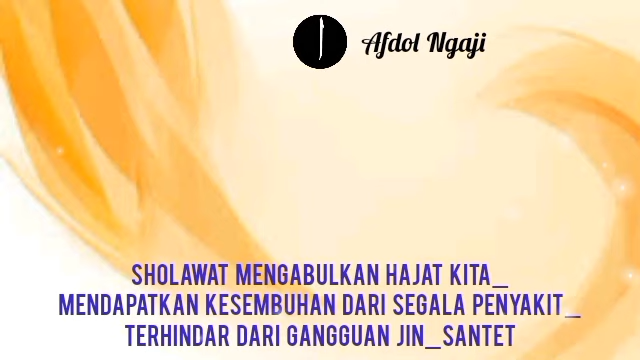 Afdol Ngaji
SHOLAWAT MENGABULKAN HAJAT KITA_
MENDAPATKAN KESEMBUHAN DARI SEGALA PENYAKIT_
TERHINDAR DARI GANGGUAN JIN_SANTET